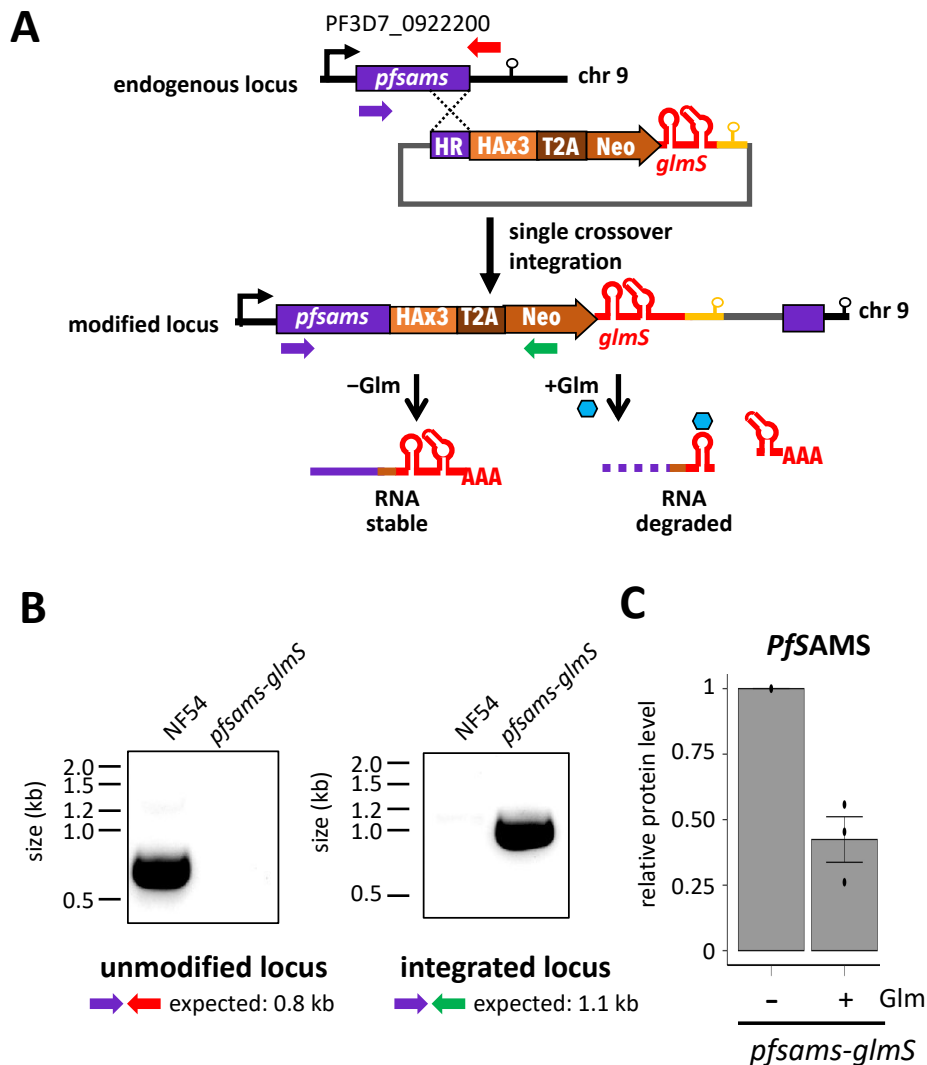 A
PF3D7_0922200
endogenous locus
pfsams
chr 9
HR HAx3 T2A Neo
glmS
single crossover
integration
modified locus
pfsams HAx3 T2A Neo
glmS
chr 9
–Glm
+Glm
AAA
AAA
RNA
stable
RNA
degraded
B
NF54
pfsams-glmS
size (kb)
2.0
1.5
1.2
1.0
0.5
unmodified locus
expected: 0.8 kb
NF54
pfsams-glmS
size (kb)
2.0
1.5
1.2
1.0
0.5
integrated locus
expected: 1.1 kb
C
PfSAMS
relative protein level
1
0.75
0.50
0.25
0
– + Glm
pfsams-glmS